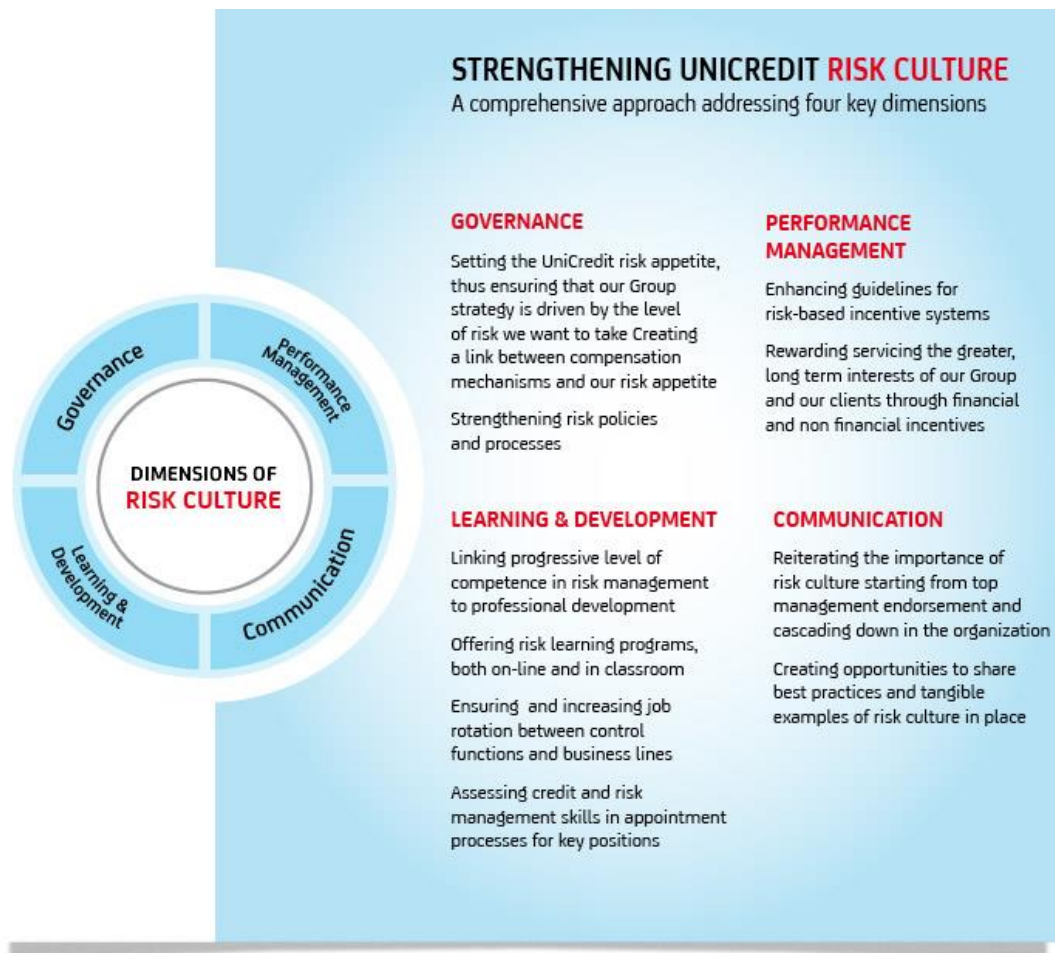 STRENGTHENING UNICREDIT RISK CULTURE
A comprehensive approach addressing four key dimensions
Governance
Performance
Management
Learning &
Development
Communication
DIMENSIONS OF
RISK CULTURE
GOVERNANCE
Setting the UniCredit risk appetite,
thus ensuring that our Group
strategy is driven by the level
of risk we want to take Creating
a link between compensation
mechanisms and our risk appetite
Strengthening risk policies
and processes
PERFORMANCE
MANAGEMENT
Enhancing guidelines for
risk-based incentive systems
Rewarding servicing the greater,
long term interests of our Group
and our clients through financial
and non financial incentives
LEARNING & DEVELOPMENT
Linking progressive level of
competence in risk management
to professional development
Offering risk learning programs,
both on-line and in classroom
Ensuring and increasing job
rotation between control
functions and business lines
Assessing credit and risk
management skills in appointment
processes for key positions
COMMUNICATION
Reiterating the importance of
risk culture starting from top
management endorsement and
cascading down in the organization
Creating opportunities to share
best practices and tangible
examples of risk culture in place